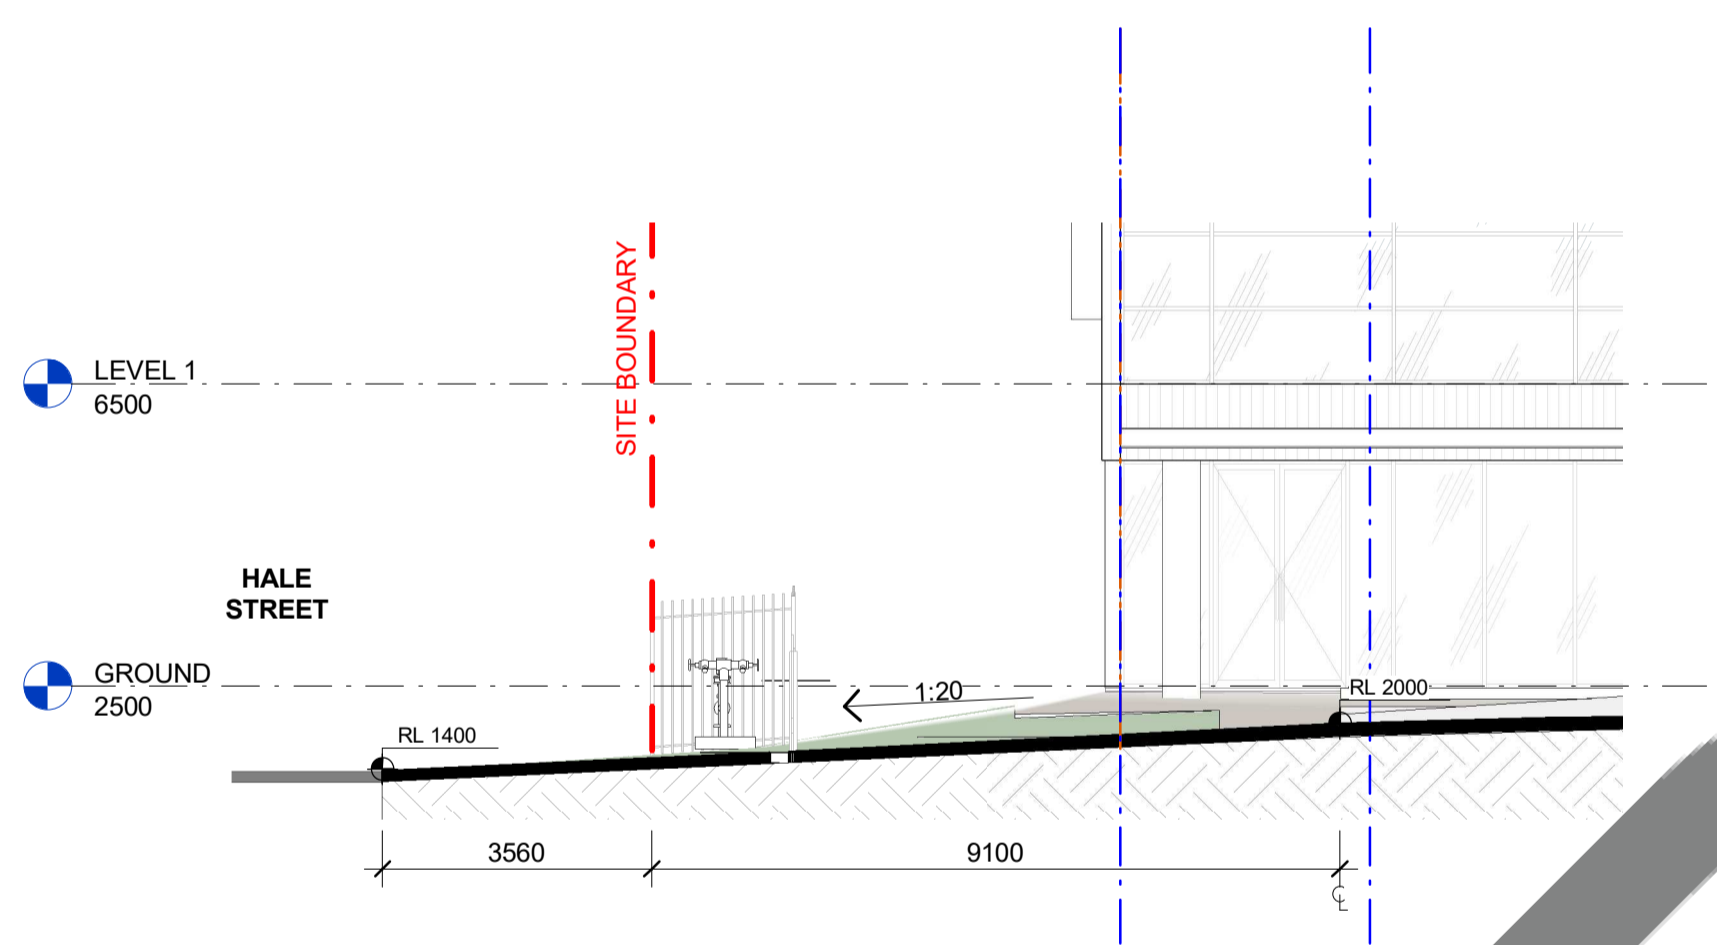 LEVEL 1
6500
SITE BOUNDARY
HALE
STREET
GROUND
2500
1:20
RL 2000
RL 1400
3560
9100
℄